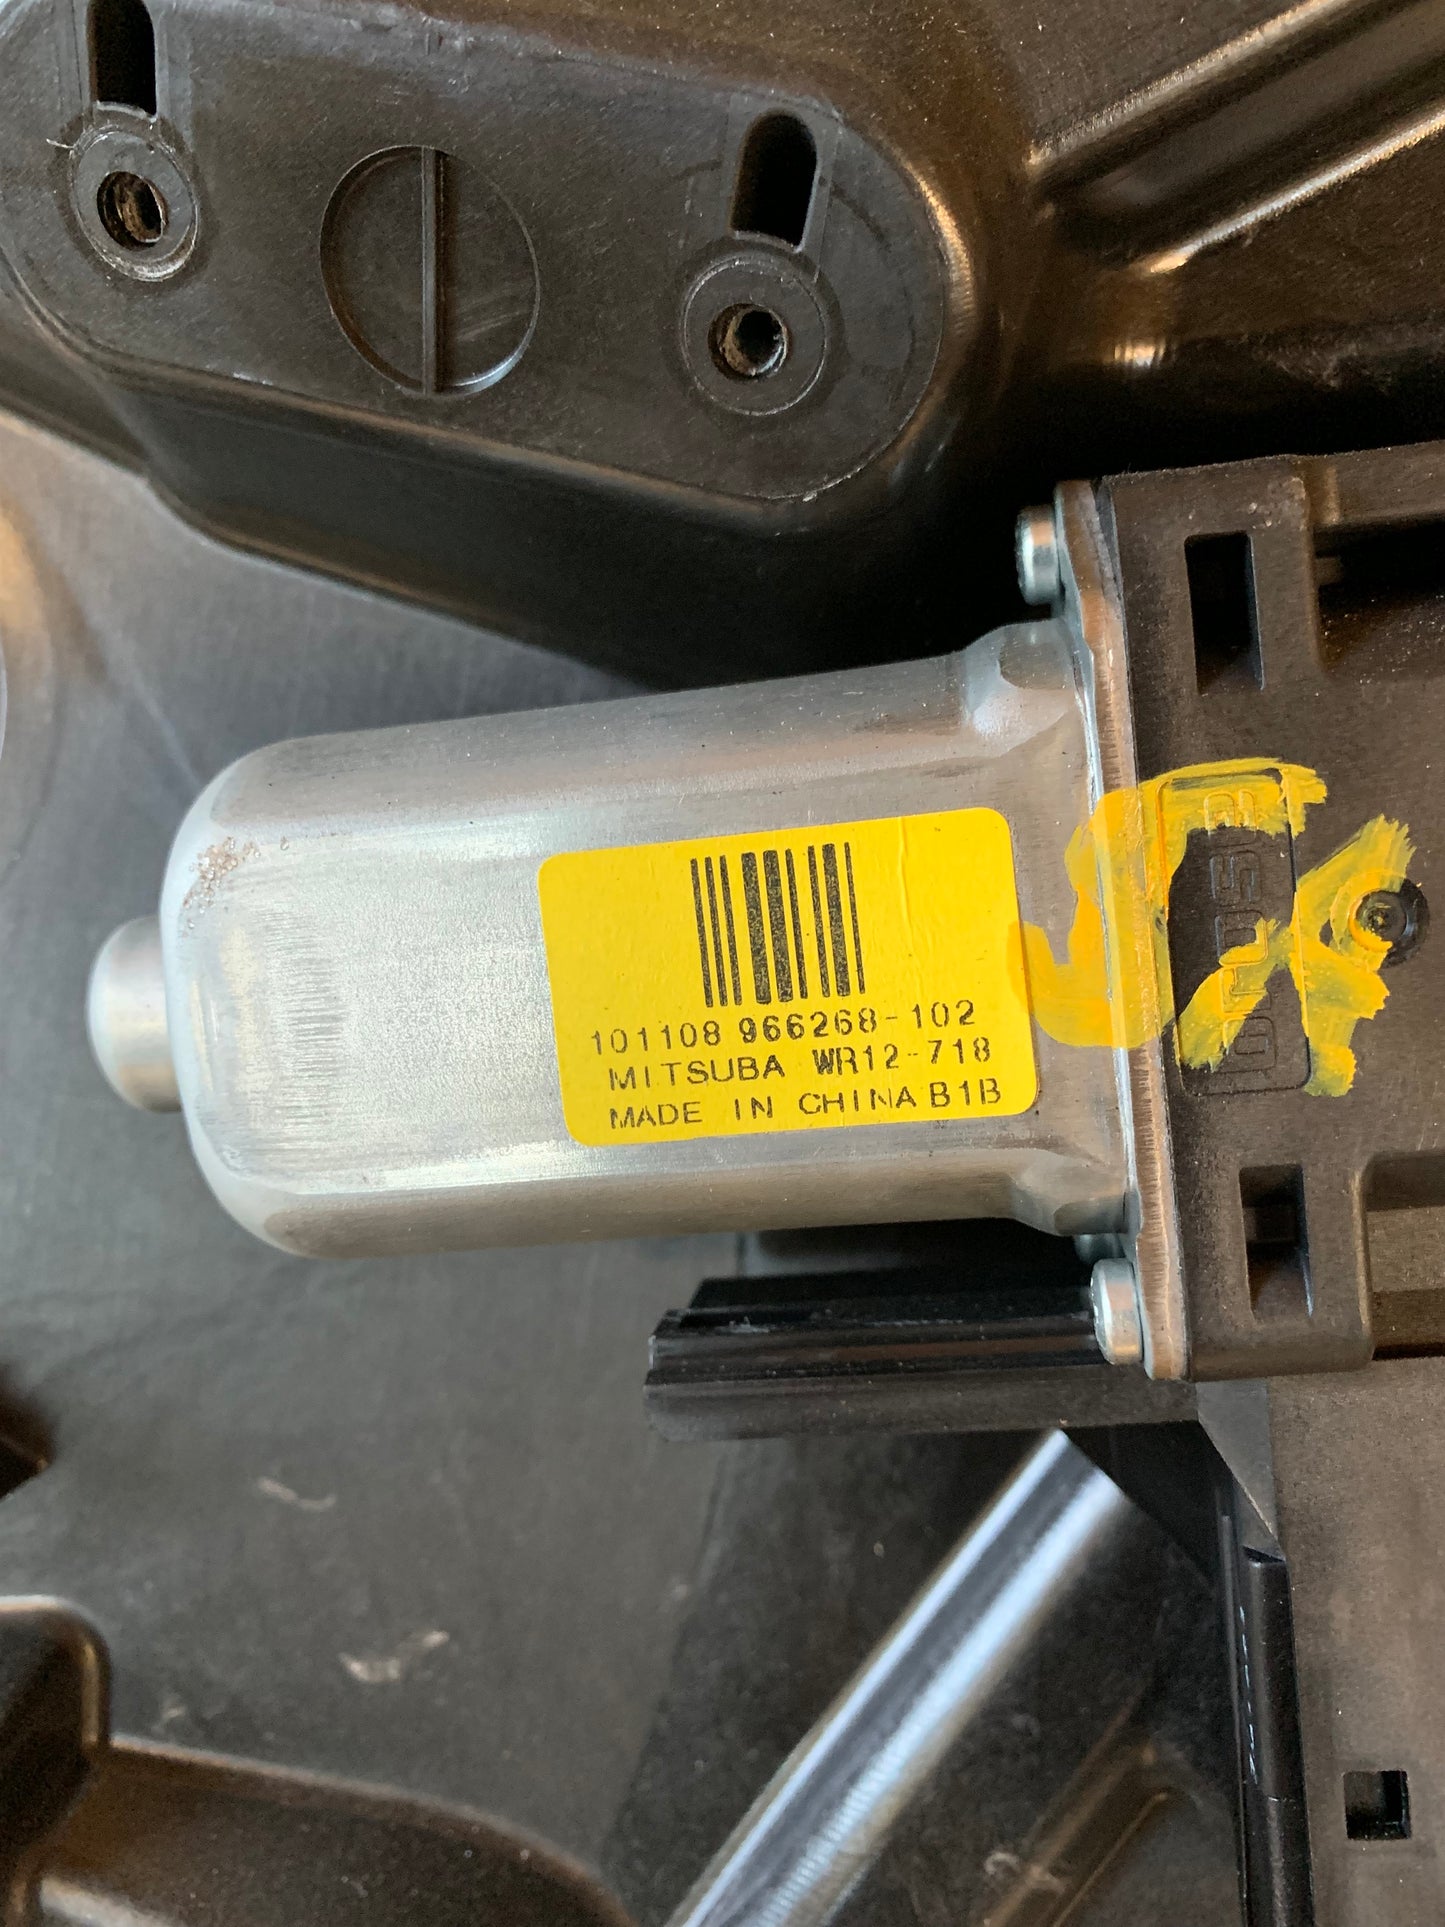 101108 966268-102
MITSUBA WR12-718
MADE IN CHINA B1B